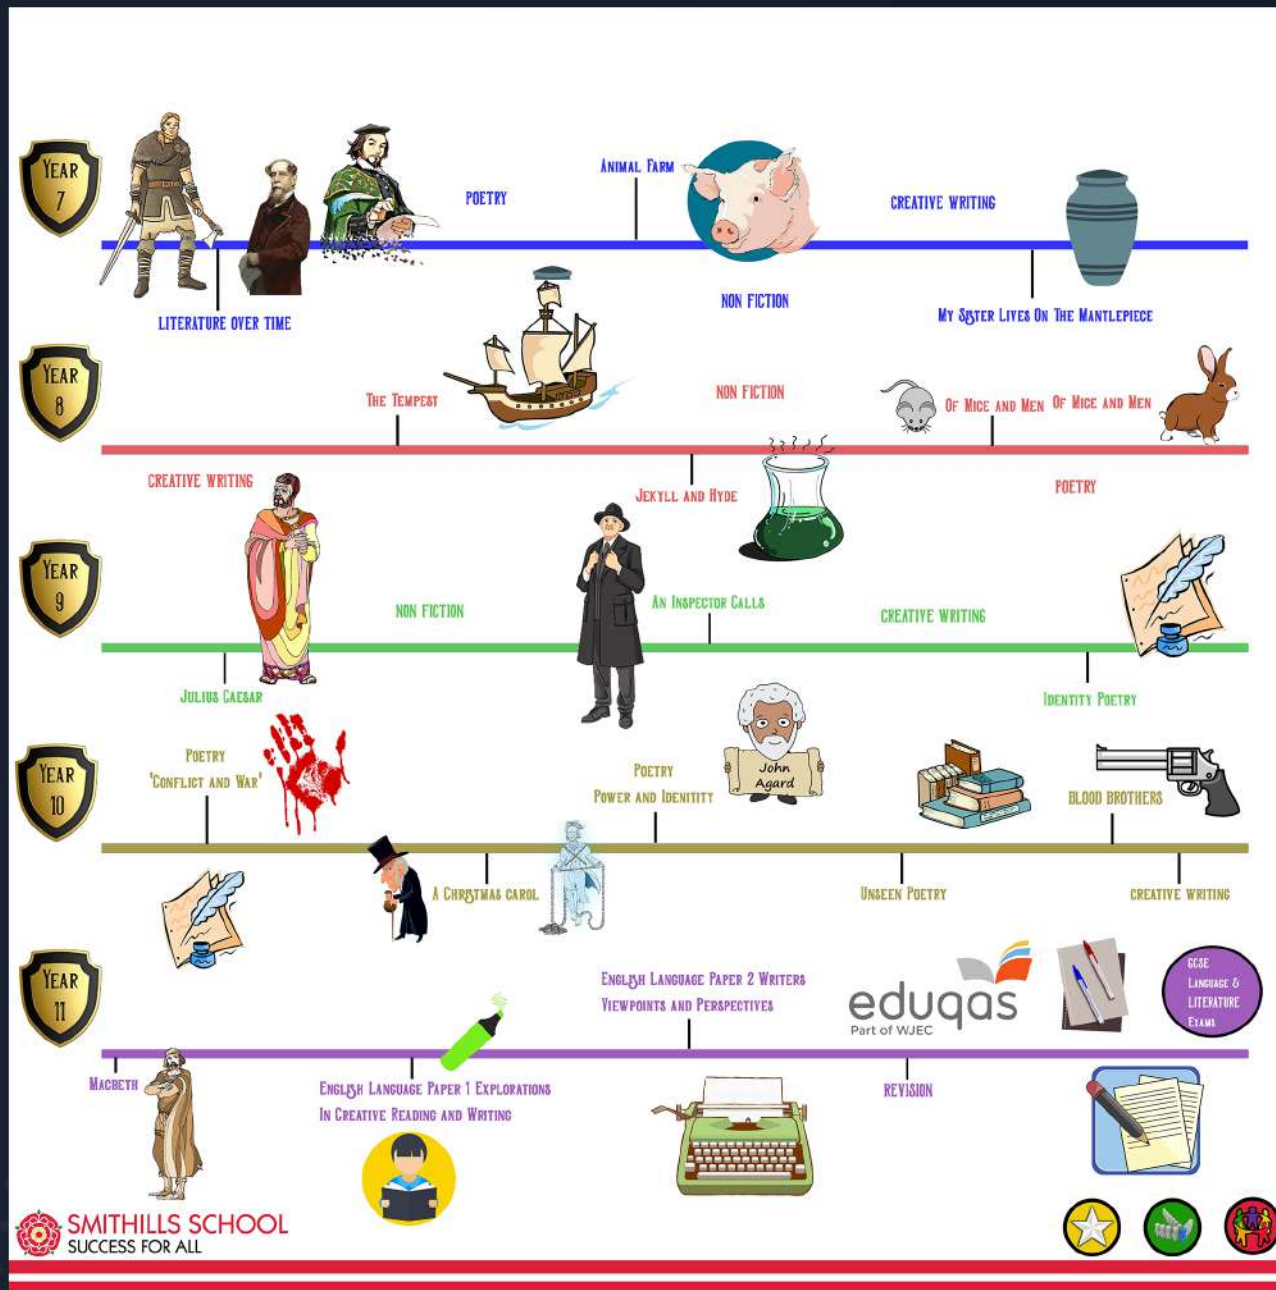 YEAR
7
POETRY
ANIMAL FARM
CREATIVE WRITING
LITERATURE OVER TIME
NON FICTION
MY SISTER LIVES ON THE MANTLEPIECE
YEAR
8
THE TEMPEST
NON FICTION
OF MICE AND MEN
OF MICE AND MEN
CREATIVE WRITING
JEKYLL AND HYDE
POETRY
YEAR
9
NON FICTION
AN INSPECTOR CALLS
CREATIVE WRITING
JULIUS CAESAR
IDENTITY POETRY
YEAR
10
POETRY
'CONFLICT AND WAR'
POETRY
POWER AND IDENITITY
John
Agard
BLOOD BROTHERS
A CHRISTMAS CAROL
UNSEEN POETRY
CREATIVE WRITING
YEAR
11
ENGLISH LANGUAGE PAPER 2 WRITERS
VIEWPOINTS AND PERSPECTIVES
eduqas
Part of WJEC
GCSE
LANGUAGE &
LITERATURE
EXAMS
MACBETH
ENGLISH LANGUAGE PAPER 1 EXPLORATIONS
IN CREATIVE READING AND WRITING
REVISION
SMITHILLS SCHOOL
SUCCESS FOR ALL